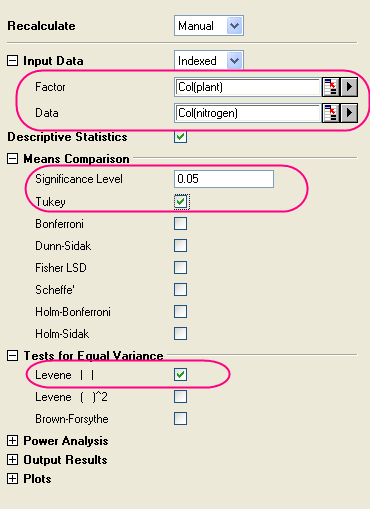 Recalculate Manual
Input Data Indexed
Factor Col(plant)
Data Col(nitrogen)
Descriptive Statistics
Means Comparison
Significance Level 0.05
Tukey
Bonferroni
Dunn-Sidak
Fisher LSD
Scheffe'
Holm-Bonferroni
Holm-Sidak
Tests for Equal Variance
Levene | |
Levene ( )^2
Brown-Forsythe
Power Analysis
Output Results
Plots